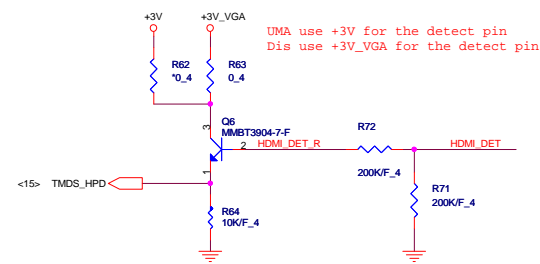 +3V
+3V_VGA
UMA use +3V for the detect pin
Dis use +3V_VGA for the detect pin
R62
*0_4
R63
0_4
3
Q6
MMBT3904-7-F
2
HDMI_DET_R
R72
200K/F_4
HDMI_DET
1
<15>
TMDS_HPD
R71
200K/F_4
R64
10K/F_4